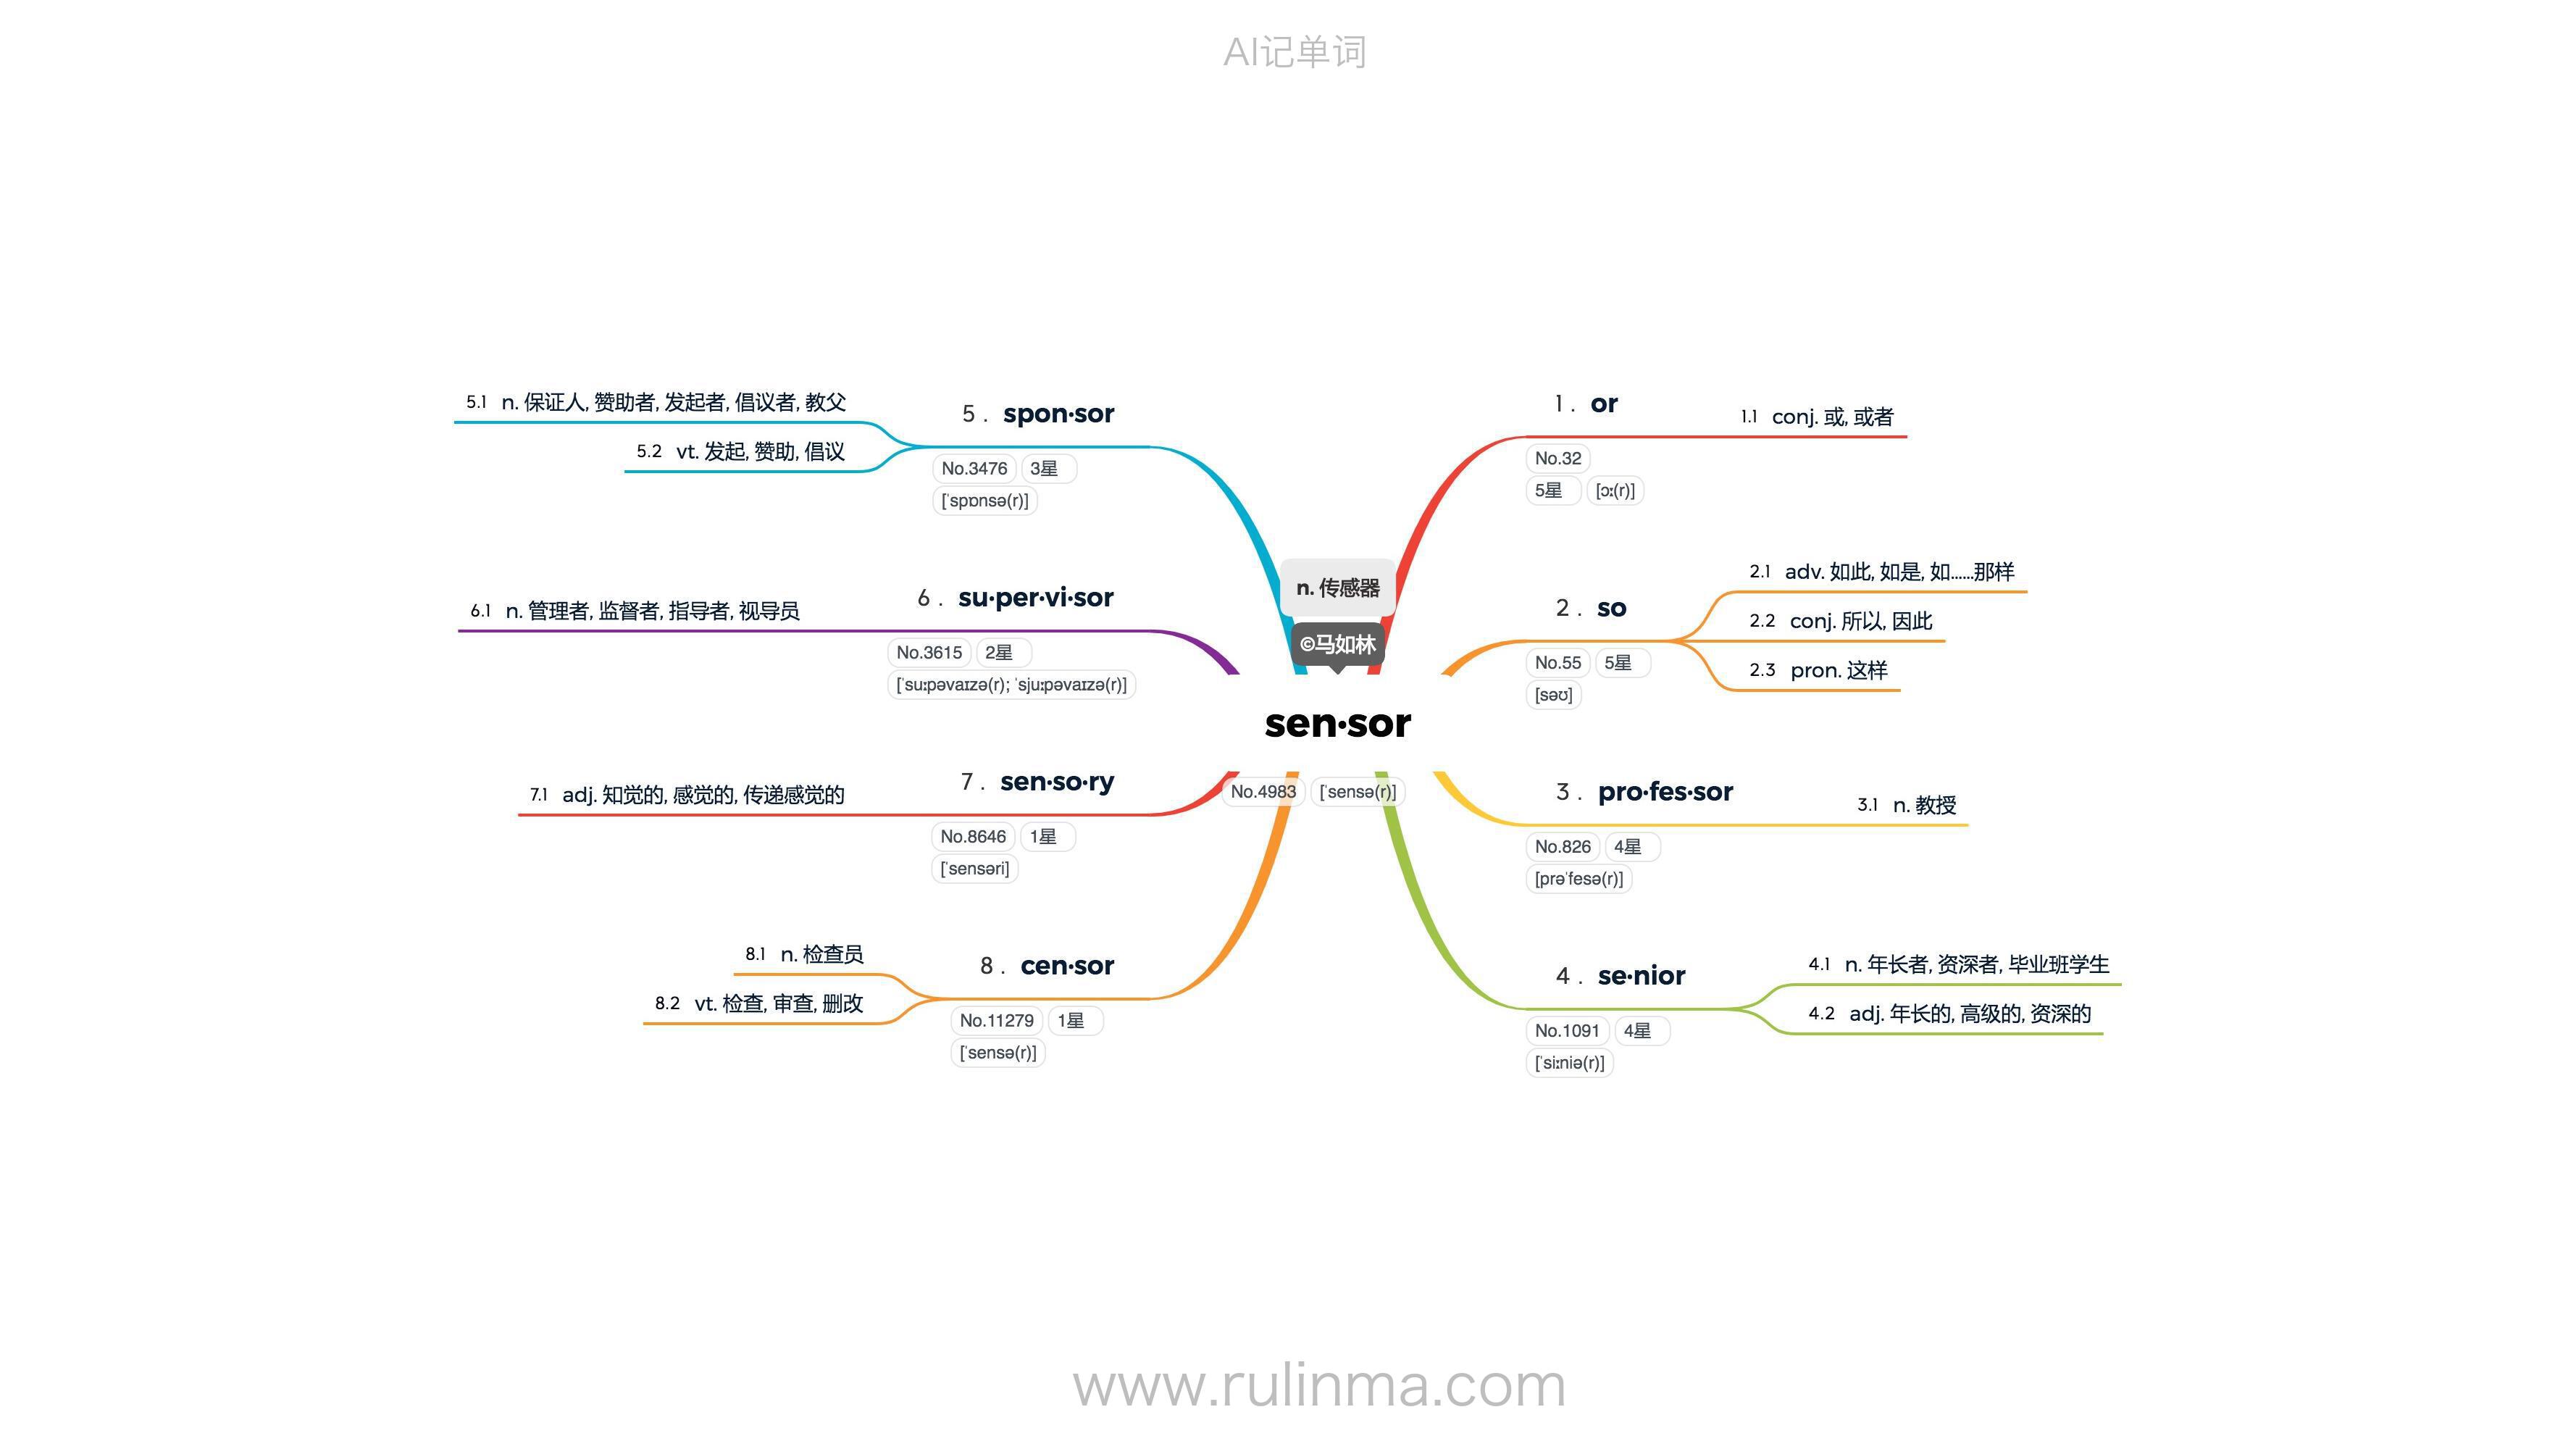 AI记单词
n. 传感器
©马如林
sen·sor
No.4983 [ˈsensə(r)]
1 . or
1.1 conj. 或, 或者
No.32
5星 [ɔː(r)]
2 . so
2.1 adv. 如此, 如是, 如……那样
2.2 conj. 所以, 因此
2.3 pron. 这样
No.55 5星
[səʊ]
3 . pro·fes·sor
3.1 n. 教授
No.826 4星
[prəˈfesə(r)]
4 . se·nior
4.1 n. 年长者, 资深者, 毕业班学生
4.2 adj. 年长的, 高级的, 资深的
No.1091 4星
[ˈsiːniə(r)]
5 . spon·sor
5.1 n. 保证人, 赞助者, 发起者, 倡议者, 教父
5.2 vt. 发起, 赞助, 倡议
No.3476 3星
[ˈspɒnsə(r)]
6 . su·per·vi·sor
6.1 n. 管理者, 监督者, 指导者, 视导员
No.3615 2星
[ˈsuːpəvaɪzə(r); ˈsjuːpəvaɪzə(r)]
7 . sen·so·ry
7.1 adj. 知觉的, 感觉的, 传递感觉的
No.8646 1星
[ˈsensəri]
8 . cen·sor
8.1 n. 检查员
8.2 vt. 检查, 审查, 删改
No.11279 1星
[ˈsensə(r)]
www.rulinma.com